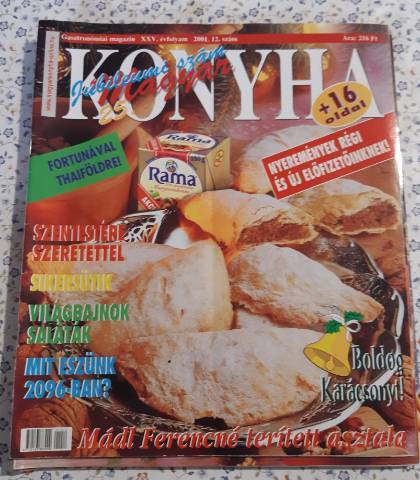 Gasztronómiai magazin XXV. évfolyam 2001. 12. szám Ára: 258 Ft
Jubileumi szám
25
Magyar
KONYHA
+16
oldal
FORTUNÁVAL
THAIFÖLDRE!
Rama
Rama
NYEREMÉNYEK RÉGI
ÉS ÚJ ELŐFIZETŐINKNEK!
SZENTESTÉRE
SZERETETTEL
SIKERSÜTIK
VILÁGBAJNOK
SALÁTÁK
MIT ESZÜNK
2096-BAN?
Boldog
Karácsonyt!
Mádl Ferencné terített asztala